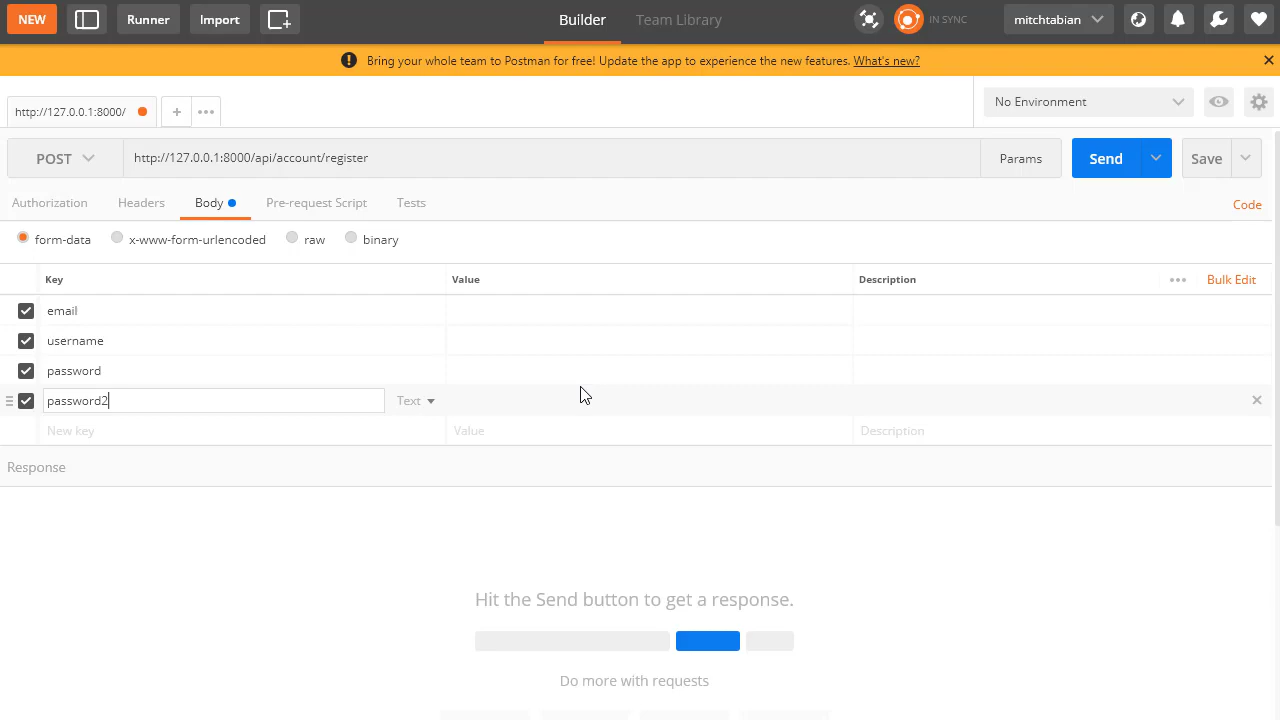 NEW Runner Import Builder Team Library IN SYNC mitchtabian
Bring your whole team to Postman for free! Update the app to experience the new features. What's new?
http://127.0.0.1:8000/ No Environment
POST http://127.0.0.1:8000/api/account/register Params Send Save
Authorization Headers Body Pre-request Script Tests Code
form-data x-www-form-urlencoded raw binary
Key Value Description Bulk Edit
email
username
password
password2 Text
New key Value Description
Response
Hit the Send button to get a response.
Do more with requests